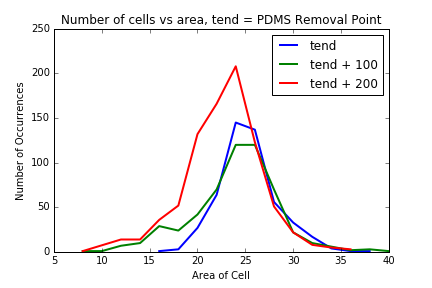 Number of cells vs area, tend = PDMS Removal Point
250
200
150
100
50
0
Number of Occurrences
tend
tend + 100
tend + 200
5 10 15 20 25 30 35 40
Area of Cell